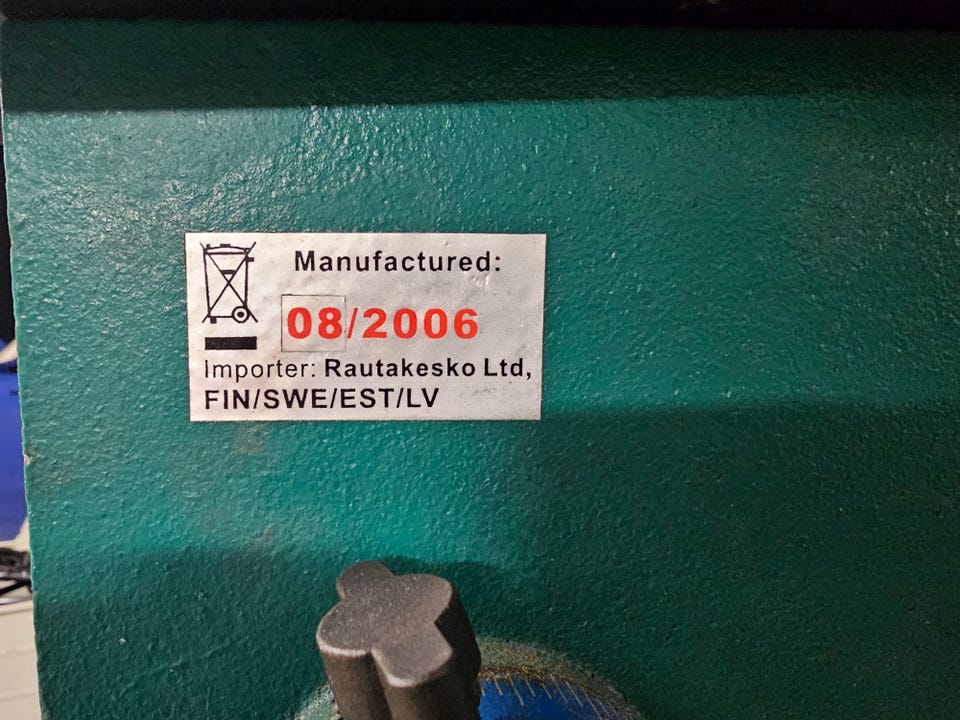 Manufactured:
08/2006
Importer: Rautakesko Ltd,
FIN/SWE/EST/LV